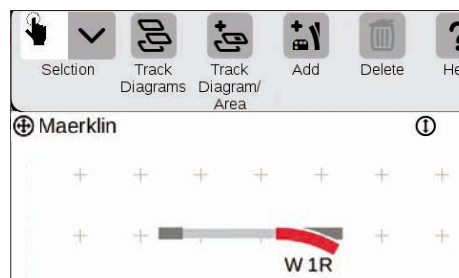 Selction
Track Diagrams
Track Diagram/ Area
Add
Delete
He
Maerklin
W 1R